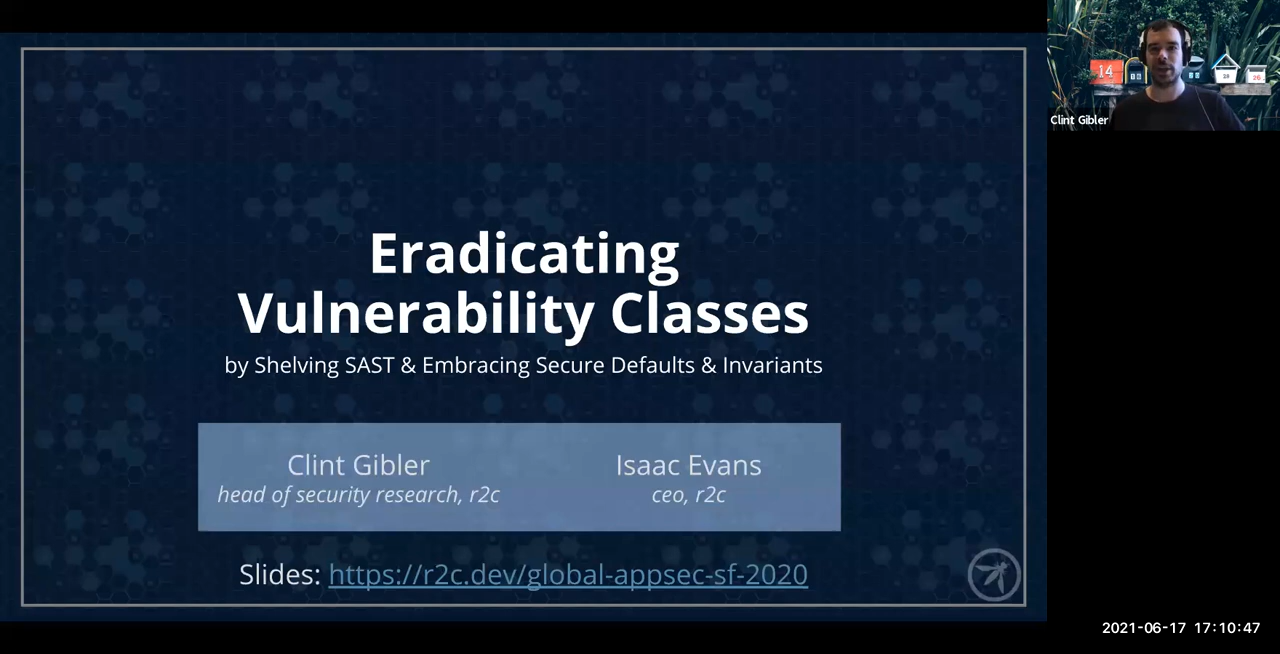 Eradicating
Vulnerability Classes
by Shelving SAST & Embracing Secure Defaults & Invariants
Clint Gibler
head of security research, r2c
Isaac Evans
ceo, r2c
Slides: https://r2c.dev/global-appsec-sf-2020
14
Clint Gibler
2021-06-17 17:10:47